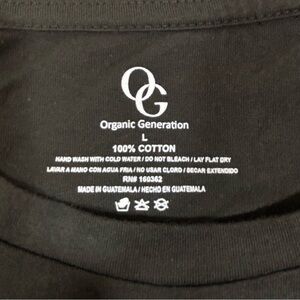 OG
Organic Generation
L
100% COTTON
HAND WASH WITH COLD WATER / DO NOT BLEACH / LAY FLAT DRY
LAVAR A MANO CON AGUA FRIA / NO USAR CLORO / SECAR EXTENDIDO
RN# 160362
MADE IN GUATEMALA / HECHO EN GUATEMALA